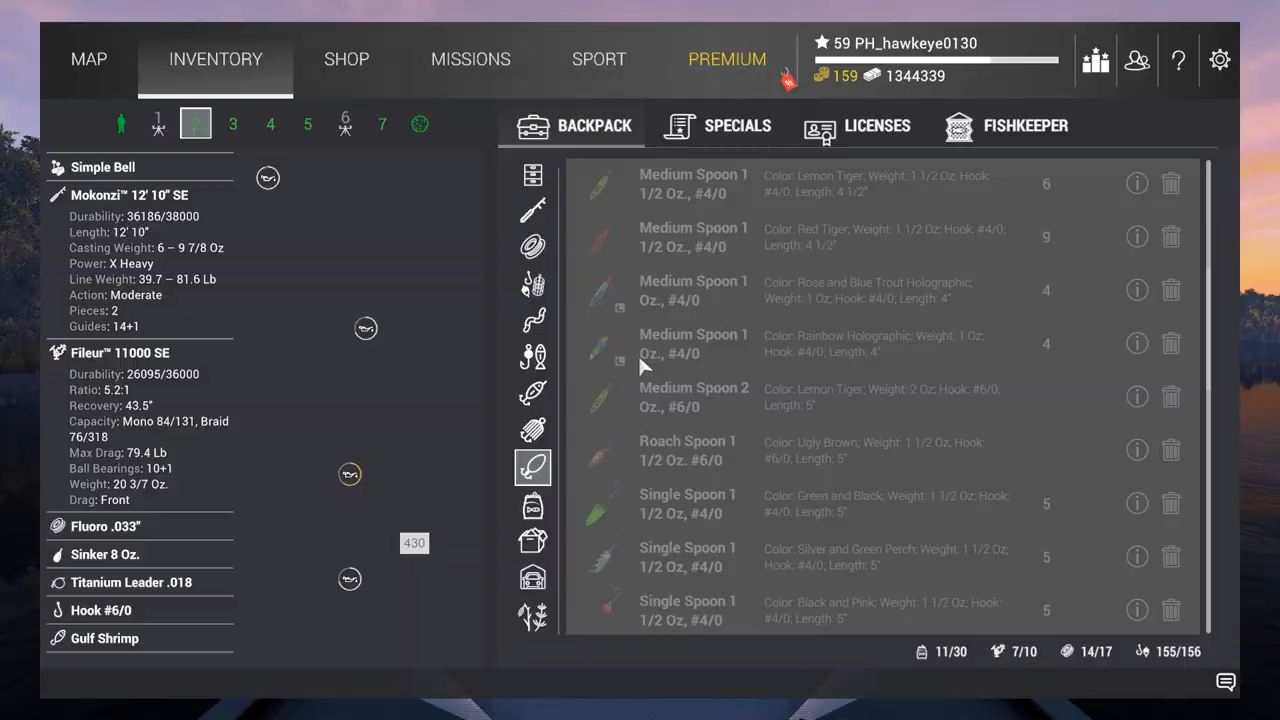 MAP
INVENTORY
SHOP
MISSIONS
SPORT
PREMIUM
59 PH_hawkeye0130
159 1344339
?
1
2
3
4
5
6
7
BACKPACK
SPECIALS
LICENSES
FISHKEEPER
Simple Bell
Mokonzi™ 12' 10" SE
Durability: 36186/38000
Length: 12' 10"
Casting Weight: 6 – 9 7/8 Oz
Power: X Heavy
Line Weight: 39.7 – 81.6 Lb
Action: Moderate
Pieces: 2
Guides: 14+1
Fileur™ 11000 SE
Durability: 26095/36000
Ratio: 5.2:1
Recovery: 43.5"
Capacity: Mono 84/131, Braid
76/318
Max Drag: 79.4 Lb
Ball Bearings: 10+1
Weight: 20 3/7 Oz.
Drag: Front
Fluoro .033"
Sinker 8 Oz.
Titanium Leader .018
Hook #6/0
Gulf Shrimp
430
Medium Spoon 1
1/2 Oz., #4/0
Color: Lemon Tiger; Weight: 1 1/2 Oz; Hook:
#4/0; Length: 4 1/2"
6
Medium Spoon 1
1/2 Oz., #4/0
Color: Red Tiger; Weight: 1 1/2 Oz; Hook: #4/0;
Length: 4 1/2"
9
Medium Spoon 1
Oz., #4/0
Color: Rose and Blue Trout Holographic;
Weight: 1 Oz; Hook: #4/0; Length: 4"
4
Medium Spoon 1
Oz., #4/0
Color: Rainbow Holographic; Weight: 1 Oz;
Hook: #4/0; Length: 4"
4
Medium Spoon 2
Oz., #6/0
Color: Lemon Tiger; Weight: 2 Oz; Hook: #6/0;
Length: 5"
Roach Spoon 1
1/2 Oz. #6/0
Color: Ugly Brown; Weight: 1 1/2 Oz; Hook:
#6/0; Length: 5"
Single Spoon 1
1/2 Oz, #4/0
Color: Green and Black; Weight: 1 1/2 Oz; Hook:
#4/0; Length: 5"
5
Single Spoon 1
1/2 Oz, #4/0
Color: Silver and Green Perch; Weight: 1 1/2 Oz;
Hook: #4/0; Length: 5"
5
Single Spoon 1
1/2 Oz, #4/0
Color: Black and Pink; Weight: 1 1/2 Oz; Hook:
#4/0; Length: 5"
5
11/30
7/10
14/17
155/156